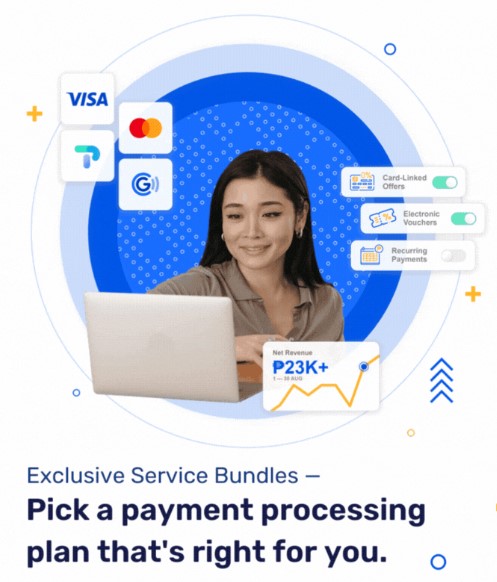 VISA
G
Card-Linked
Offers
Electronic
Vouchers
Recurring
Payments
Net Revenue
₱23K+
1 — 15 AUG
Exclusive Service Bundles —
Pick a payment processing
plan that's right for you.